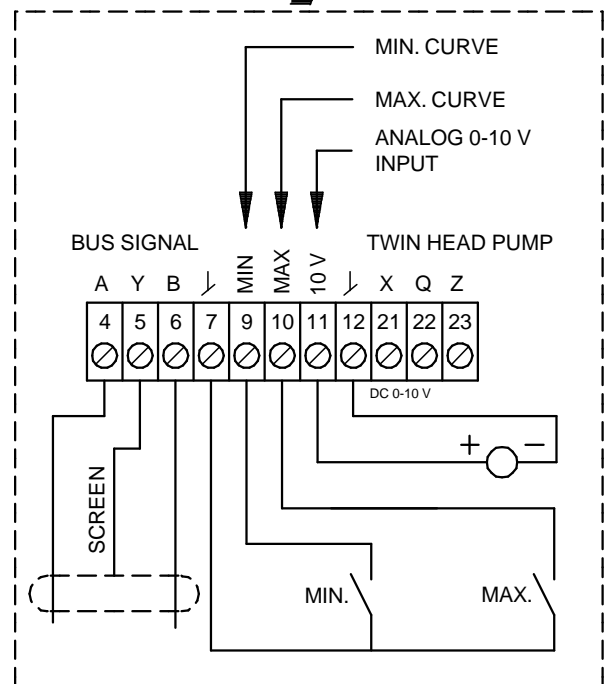 MIN. CURVE
MAX. CURVE
ANALOG 0-10 V
INPUT
BUS SIGNAL
TWIN HEAD PUMP
A Y B MIN MAX 10 V X Q Z
4 5 6 7 9 10 11 12 21 22 23
DC 0-10 V
+ −
SCREEN
MIN.
MAX.